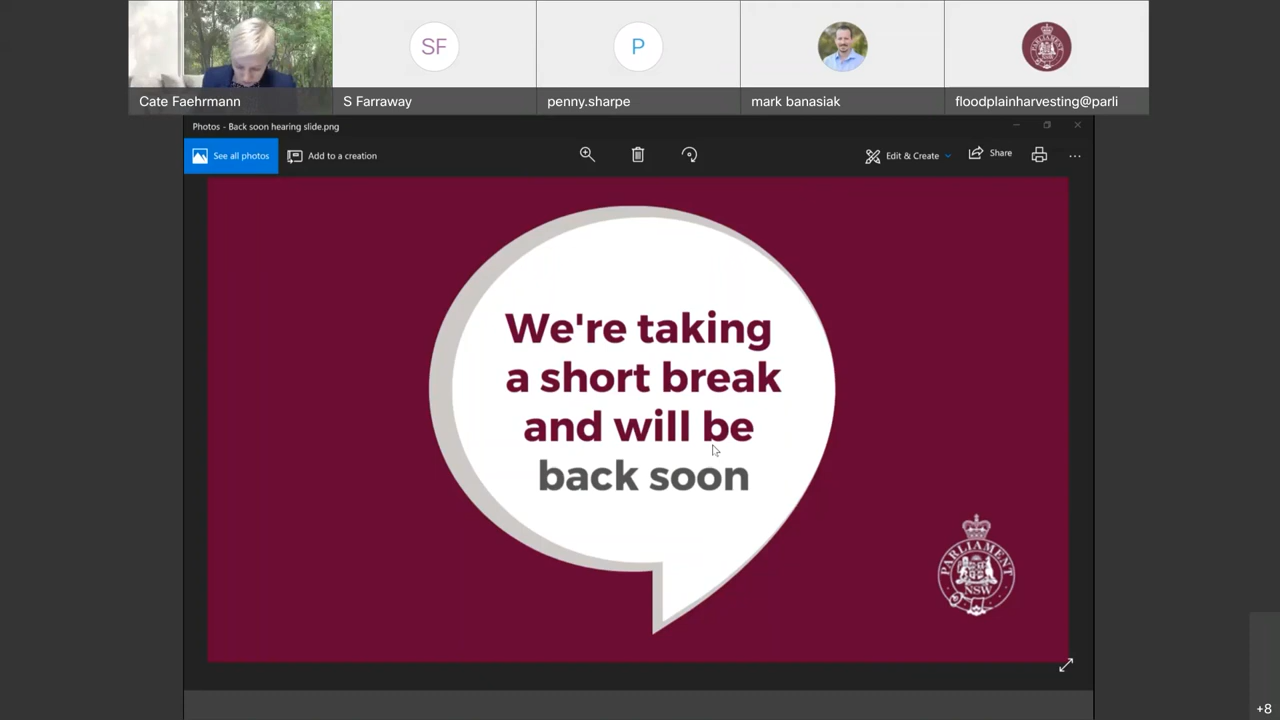 SF
P
Cate Faehrmann
S Farraway
penny.sharpe
mark banasiak
floodplainharvesting@parli
Photos - Back soon hearing slide.png
See all photos
Add to a creation
Edit & Create
Share
We're taking
a short break
and will be
back soon
PARLIAMENT
NSW
+8